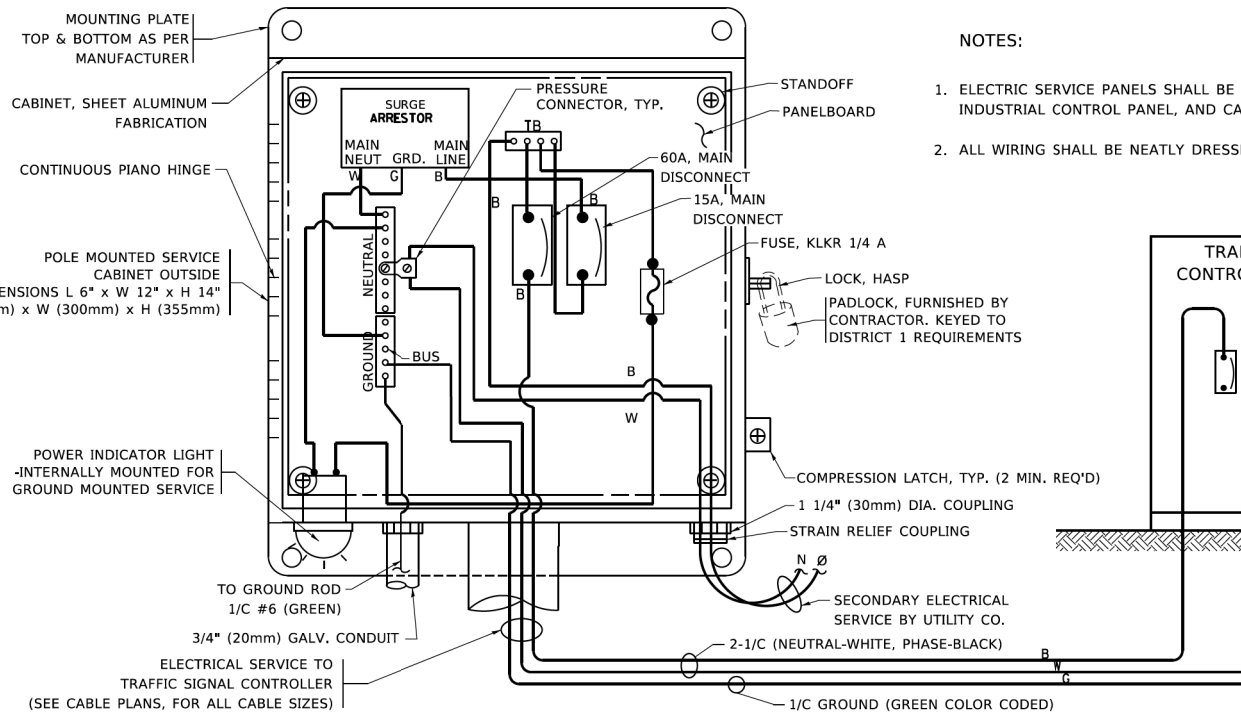 MOUNTING PLATE
TOP & BOTTOM AS PER
MANUFACTURER
CABINET, SHEET ALUMINUM
FABRICATION
CONTINUOUS PIANO HINGE
POLE MOUNTED SERVICE
CABINET OUTSIDE
ENSIONS L 6" x W 12" x H 14"
m) x W (300mm) x H (355mm)
POWER INDICATOR LIGHT
-INTERNALLY MOUNTED FOR
GROUND MOUNTED SERVICE
SURGE
ARRESTOR
MAIN
NEUT
GRD.
MAIN
LINE
W
G
B
PRESSURE
CONNECTOR, TYP.
TB
STANDOFF
PANELBOARD
60A, MAIN
DISCONNECT
15A, MAIN
DISCONNECT
B
B
B
FUSE, KLKR 1/4 A
LOCK, HASP
PADLOCK, FURNISHED BY
CONTRACTOR. KEYED TO
DISTRICT 1 REQUIREMENTS
NEUTRAL
GROUND
BUS
B
W
COMPRESSION LATCH, TYP. (2 MIN. REQ'D)
1 1/4" (30mm) DIA. COUPLING
STRAIN RELIEF COUPLING
N Ø
SECONDARY ELECTRICAL
SERVICE BY UTILITY CO.
TO GROUND ROD
1/C #6 (GREEN)
3/4" (20mm) GALV. CONDUIT
ELECTRICAL SERVICE TO
TRAFFIC SIGNAL CONTROLLER
(SEE CABLE PLANS, FOR ALL CABLE SIZES)
2-1/C (NEUTRAL-WHITE, PHASE-BLACK)
B
W
G
1/C GROUND (GREEN COLOR CODED)
NOTES:
1. ELECTRIC SERVICE PANELS SHALL BE
INDUSTRIAL CONTROL PANEL, AND CA
2. ALL WIRING SHALL BE NEATLY DRESS
TRA
CONTRO